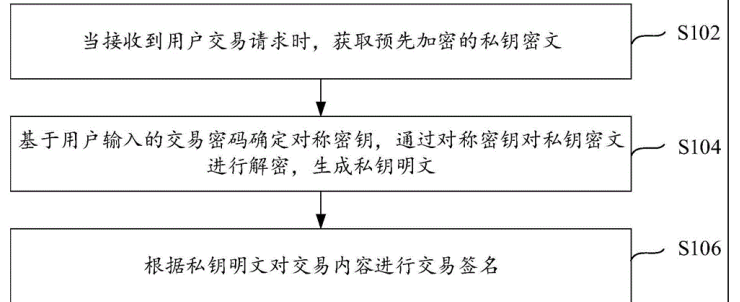 当接收到用户交易请求时，获取预先加密的私钥密文
S102
基于用户输入的交易密码确定对称密钥，通过对称密钥对私钥密文
进行解密，生成私钥明文
S104
根据私钥明文对交易内容进行交易签名
S106